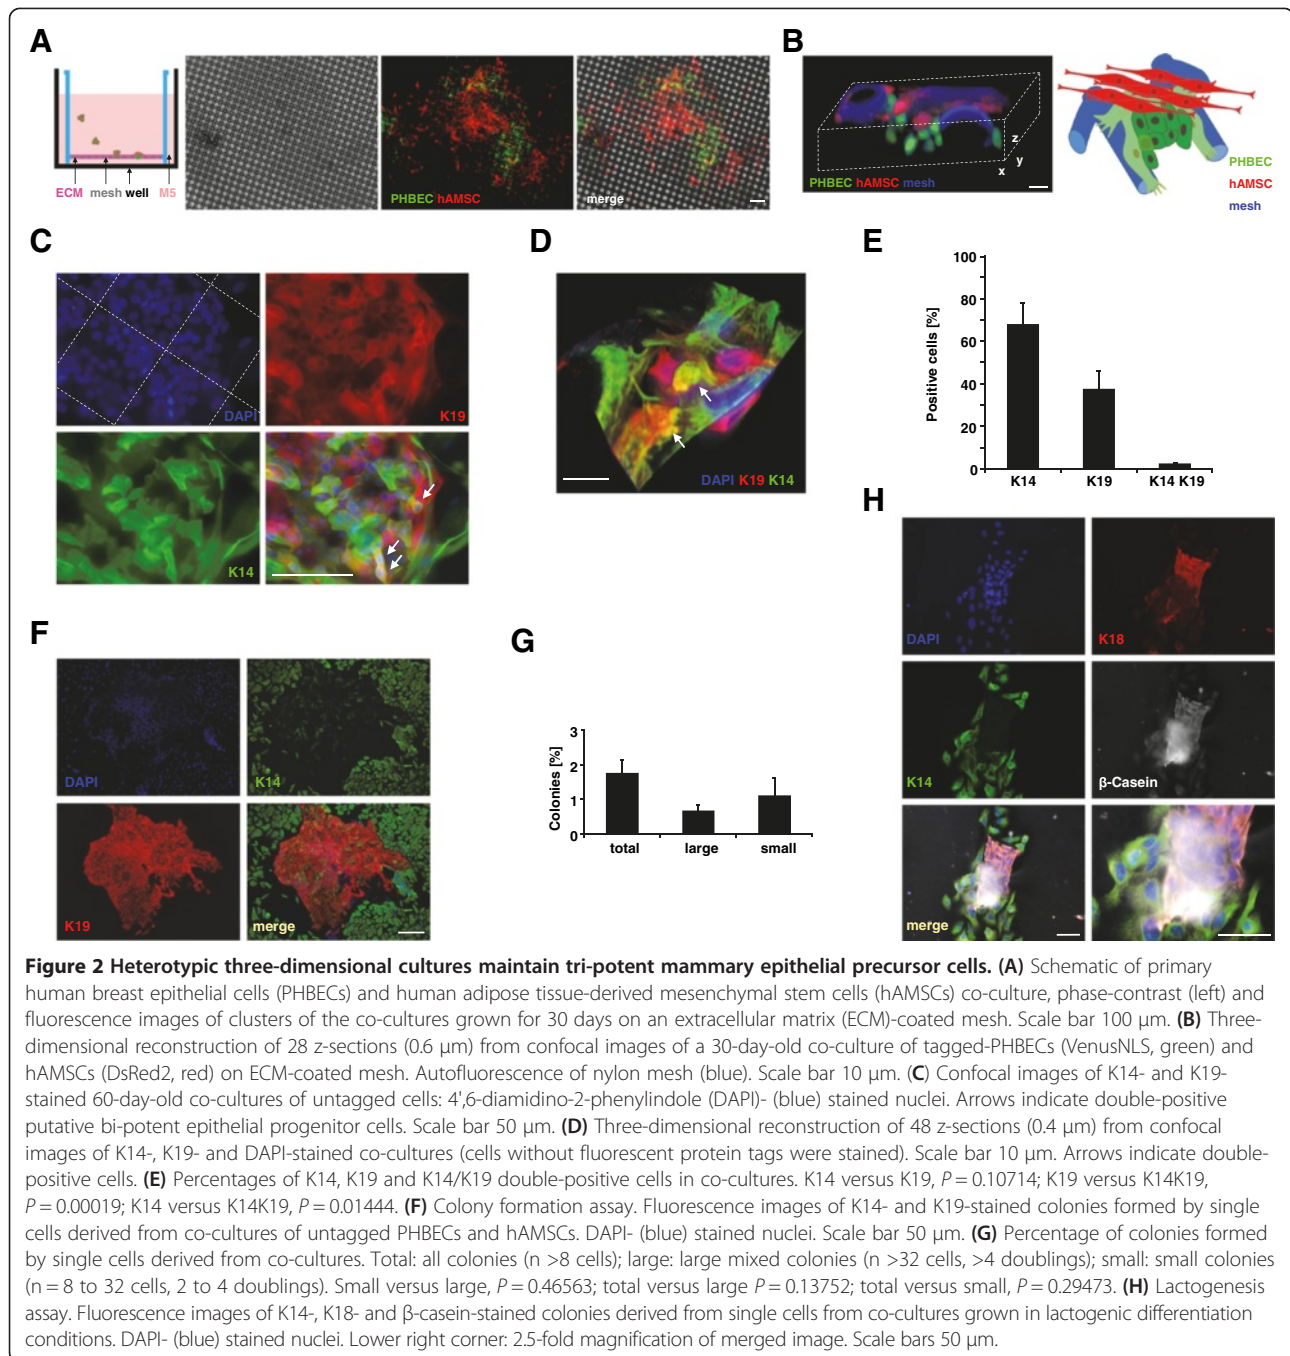 A
ECM mesh well M5
PHBEC hAMSC
merge
B
PHBEC hAMSC mesh
z
y
x
PHBEC
hAMSC
mesh
C
DAPI
K19
K14
D
DAPI K19 K14
E
Positive cells [%]
100
80
60
40
20
0
K14 K19 K14 K19
F
DAPI
K14
K19
merge
G
Colonies [%]
3
2
1
0
total large small
H
DAPI
K18
K14
β-Casein
merge
Figure 2 Heterotypic three-dimensional cultures maintain tri-potent mammary epithelial precursor cells. (A) Schematic of primary
human breast epithelial cells (PHBECs) and human adipose tissue-derived mesenchymal stem cells (hAMSCs) co-culture, phase-contrast (left) and
fluorescence images of clusters of the co-cultures grown for 30 days on an extracellular matrix (ECM)-coated mesh. Scale bar 100 μm. (B) Three-
dimensional reconstruction of 28 z-sections (0.6 μm) from confocal images of a 30-day-old co-culture of tagged-PHBECs (VenusNLS, green) and
hAMSCs (DsRed2, red) on ECM-coated mesh. Autofluorescence of nylon mesh (blue). Scale bar 10 μm. (C) Confocal images of K14- and K19-
stained 60-day-old co-cultures of untagged cells: 4',6-diamidino-2-phenylindole (DAPI)- (blue) stained nuclei. Arrows indicate double-positive
putative bi-potent epithelial progenitor cells. Scale bar 50 μm. (D) Three-dimensional reconstruction of 48 z-sections (0.4 μm) from confocal
images of K14-, K19- and DAPI-stained co-cultures (cells without fluorescent protein tags were stained). Scale bar 10 μm. Arrows indicate double-
positive cells. (E) Percentages of K14, K19 and K14/K19 double-positive cells in co-cultures. K14 versus K19, P = 0.10714; K19 versus K14K19,
P = 0.00019; K14 versus K14K19, P = 0.01444. (F) Colony formation assay. Fluorescence images of K14- and K19-stained colonies formed by single
cells derived from co-cultures of untagged PHBECs and hAMSCs. DAPI- (blue) stained nuclei. Scale bar 50 μm. (G) Percentage of colonies formed
by single cells derived from co-cultures. Total: all colonies (n >8 cells); large: large mixed colonies (n >32 cells, >4 doublings); small: small colonies
(n = 8 to 32 cells, 2 to 4 doublings). Small versus large, P = 0.46563; total versus large P = 0.13752; total versus small, P = 0.29473. (H) Lactogenesis
assay. Fluorescence images of K14-, K18- and β-casein-stained colonies derived from single cells from co-cultures grown in lactogenic differentiation
conditions. DAPI- (blue) stained nuclei. Lower right corner: 2.5-fold magnification of merged image. Scale bars 50 μm.